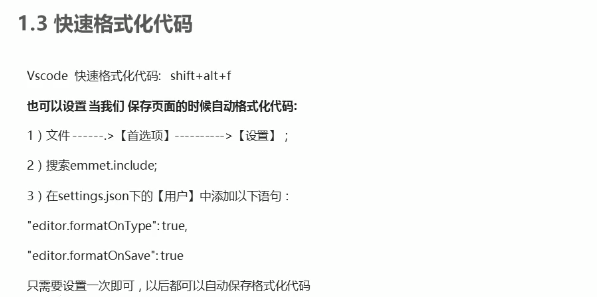 1.3 快速格式化代码
Vscode 快速格式化代码: shift+alt+f
也可以设置 当我们 保存页面的时候自动格式化代码:
1）文件 ------.>【首选项】---------->【设置】；
2）搜索emmet.include;
3）在settings.json下的【用户】中添加以下语句：
"editor.formatOnType": true,
"editor.formatOnSave": true
只需要设置一次即可，以后都可以自动保存格式化代码